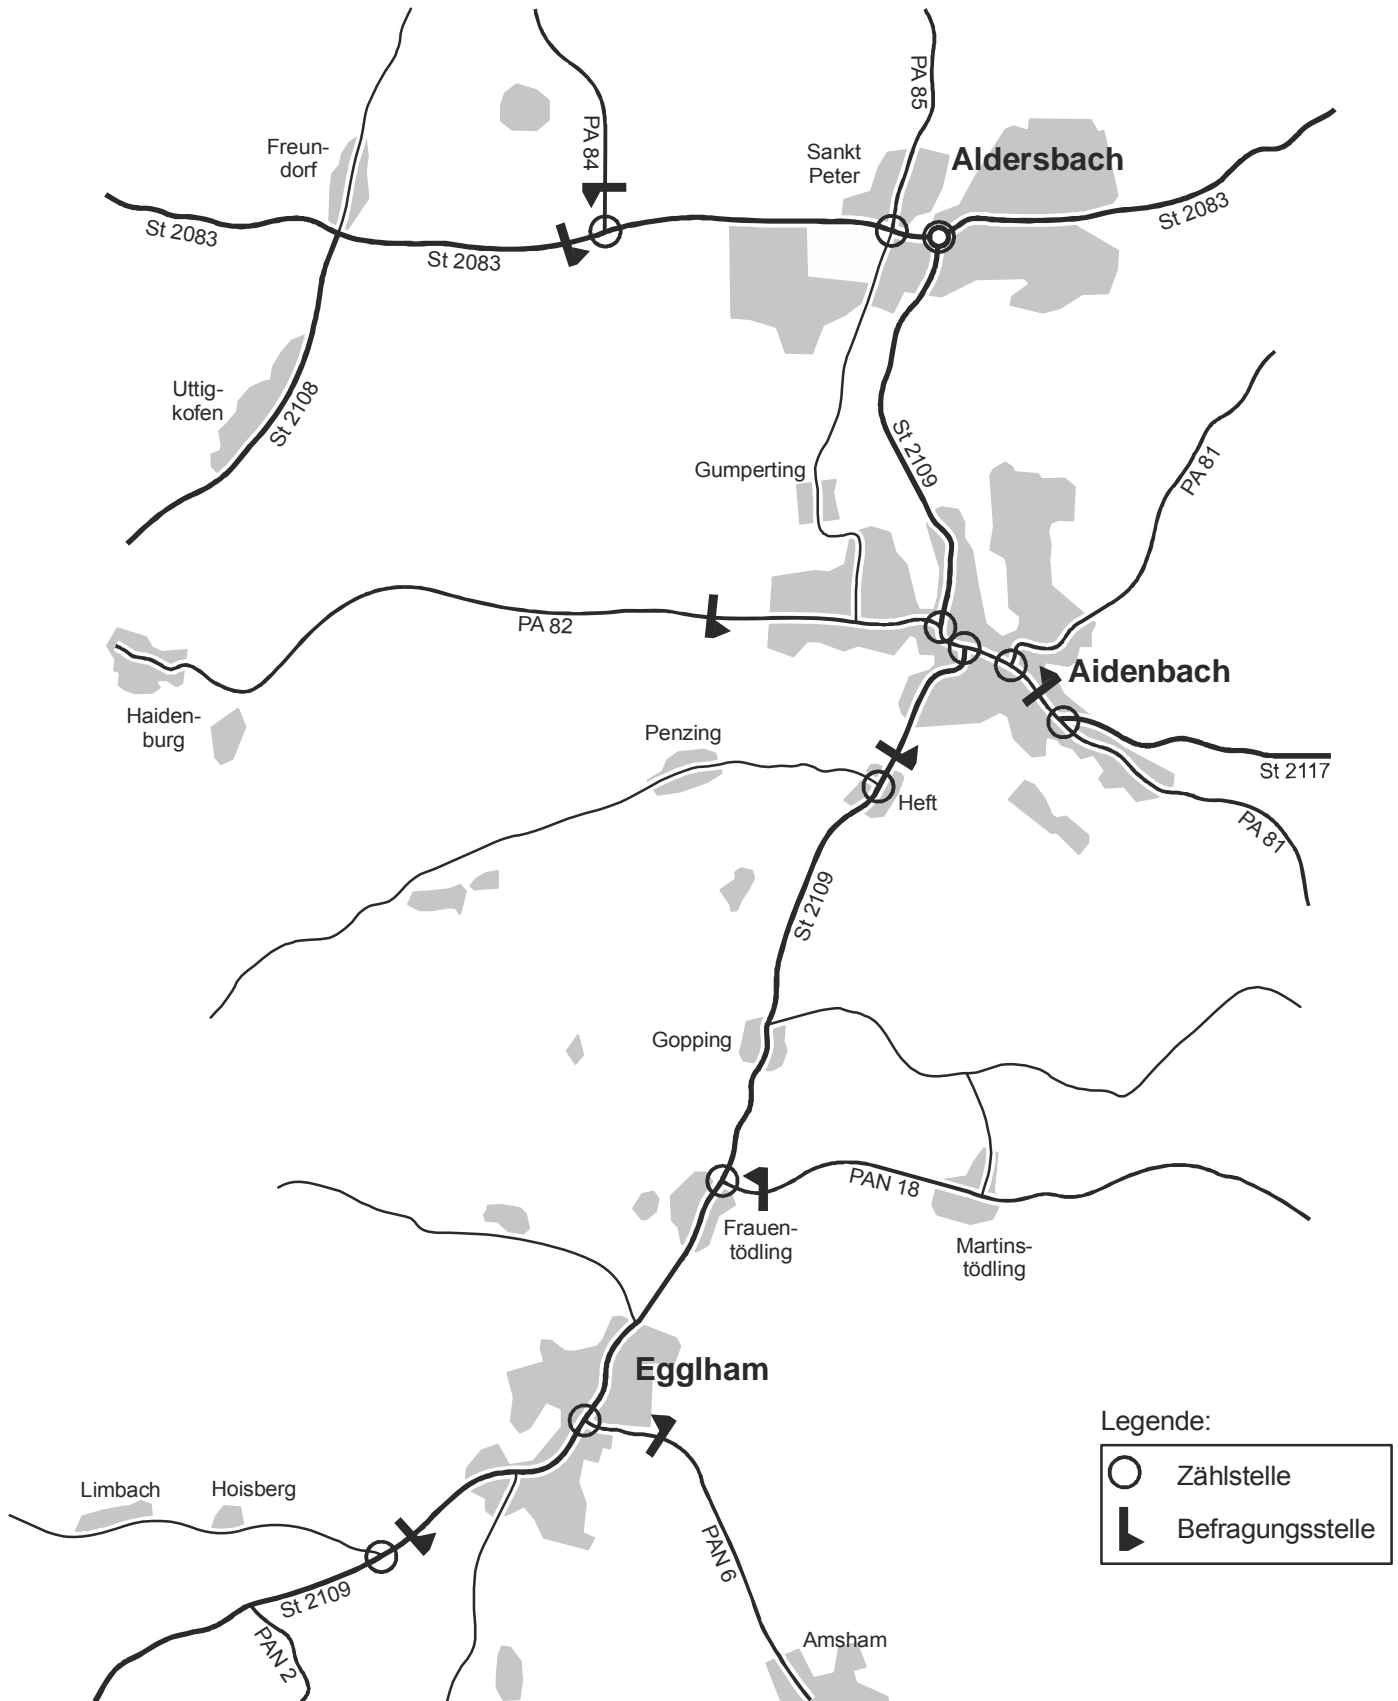 PA 85
Freun-
dorf
PA 84
Sankt
Peter
Aldersbach
St 2083
St 2083
St 2083
Uttig-
kofen
St 2108
St 2109
Gumperting
PA 81
PA 82
Aidenbach
Haiden-
burg
Penzing
St 2117
Heft
PA 81
St 2109
Gopping
PAN 18
Frauen-
tödling
Martins-
tödling
Egglham
Legende:
Zählstelle
Befragungsstelle
Limbach
Hoisberg
PAN 6
St 2109
PAN 2
Amsham